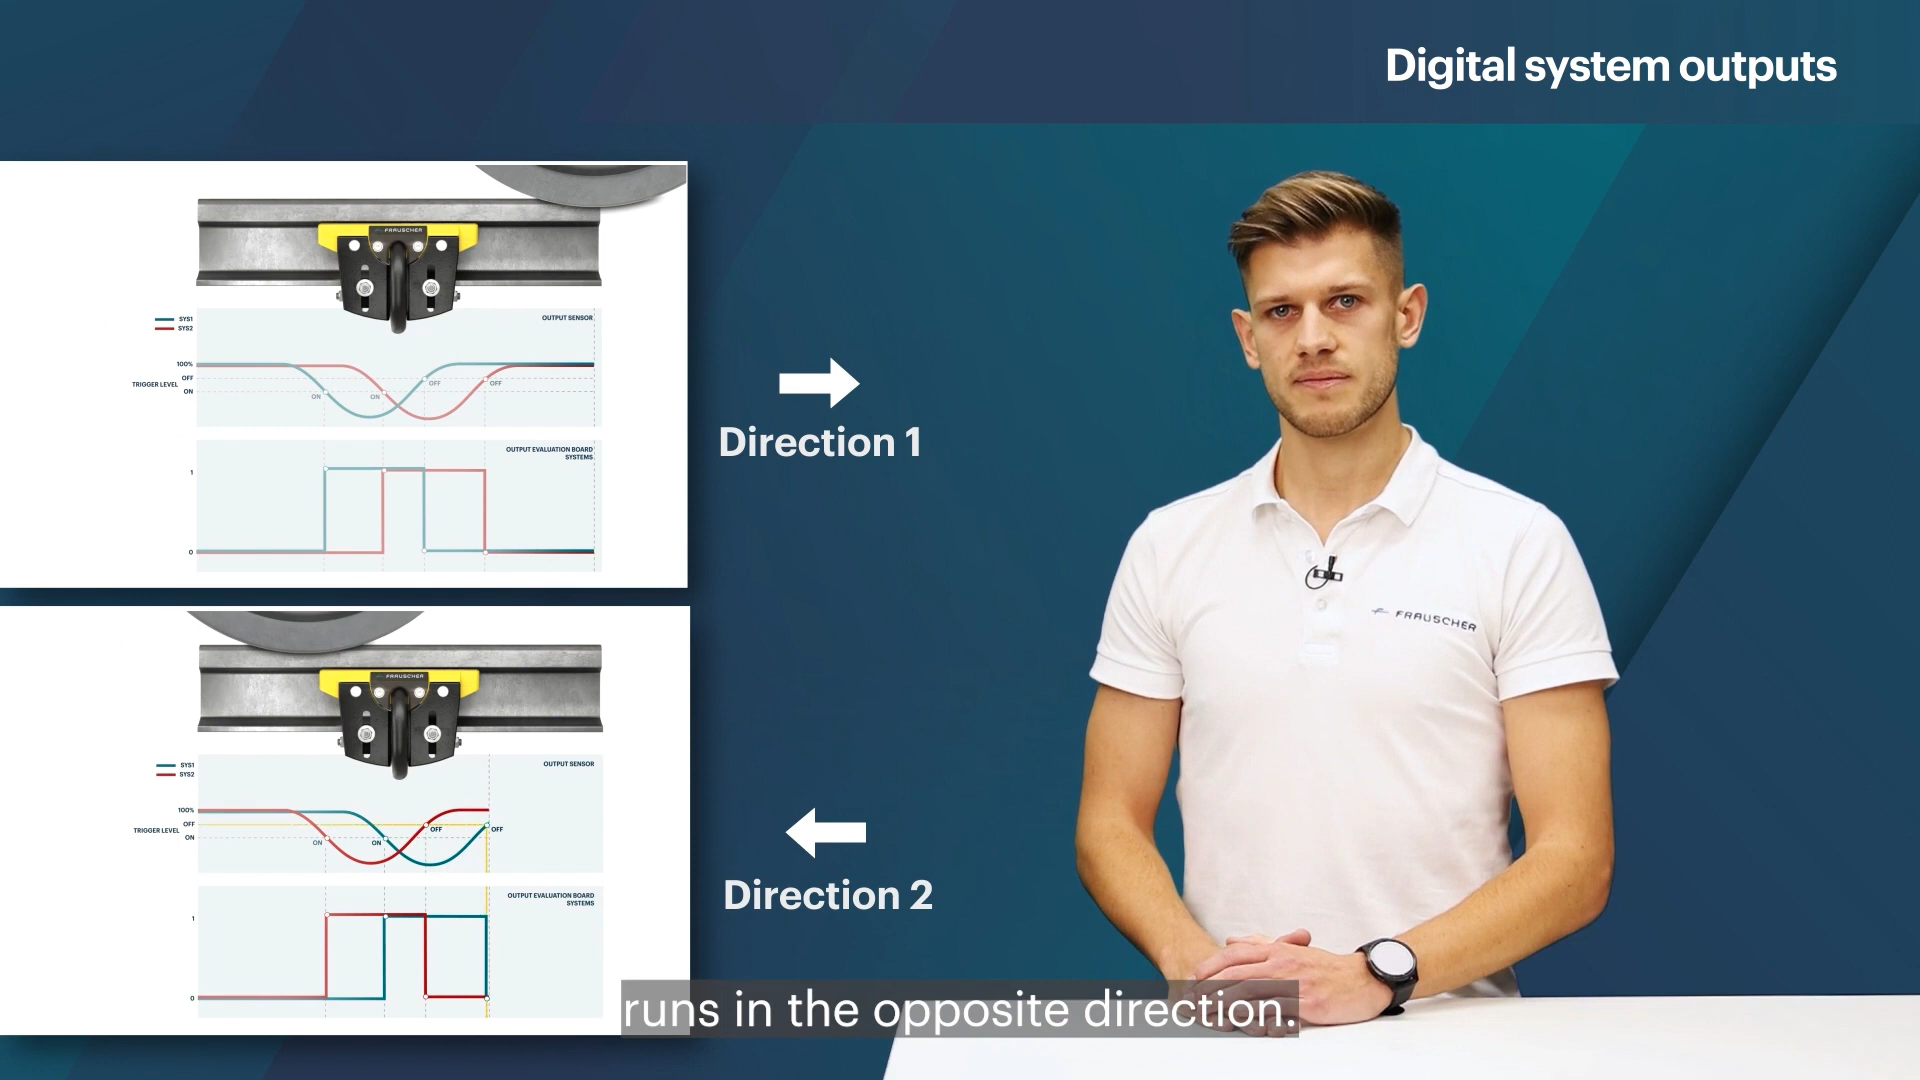 Digital system outputs
FRAUSCHER
SYS1
SYS2
OUTPUT SENSOR
100%
OFF
TRIGGER LEVEL
ON
ON
ON
OFF
OFF
OUTPUT EVALUATION BOARD
SYSTEMS
1
0
Direction 1
FRAUSCHER
FRAUSCHER
SYS1
SYS2
OUTPUT SENSOR
100%
OFF
TRIGGER LEVEL
ON
ON
ON
OFF
OFF
OUTPUT EVALUATION BOARD
SYSTEMS
1
0
Direction 2
runs in the opposite direction.